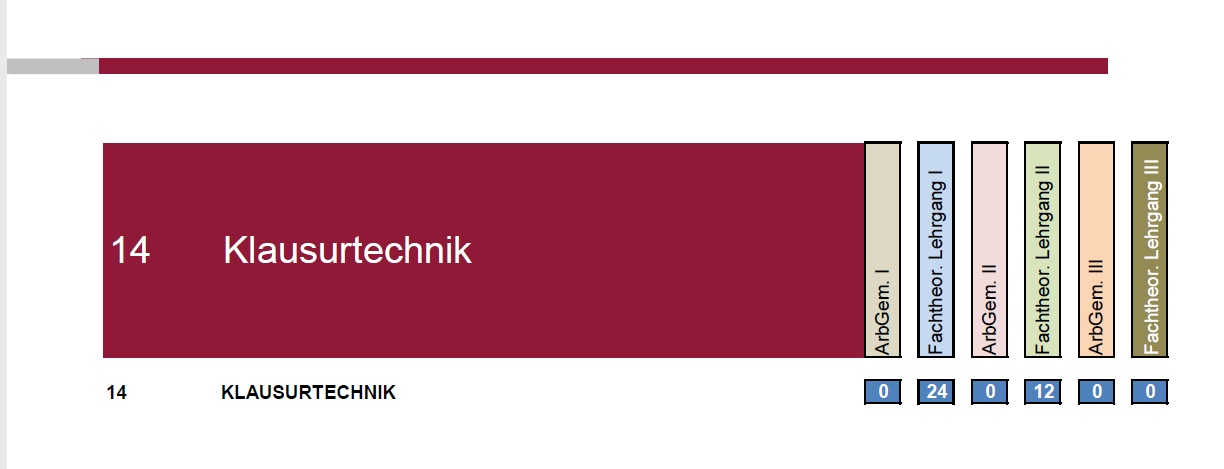 14 Klausurtechnik
ArbGem. I
Fachtheor. Lehrgang I
ArbGem. II
Fachtheor. Lehrgang II
ArbGem. III
Fachtheor. Lehrgang III
14 KLAUSURTECHNIK 0 24 0 12 0 0